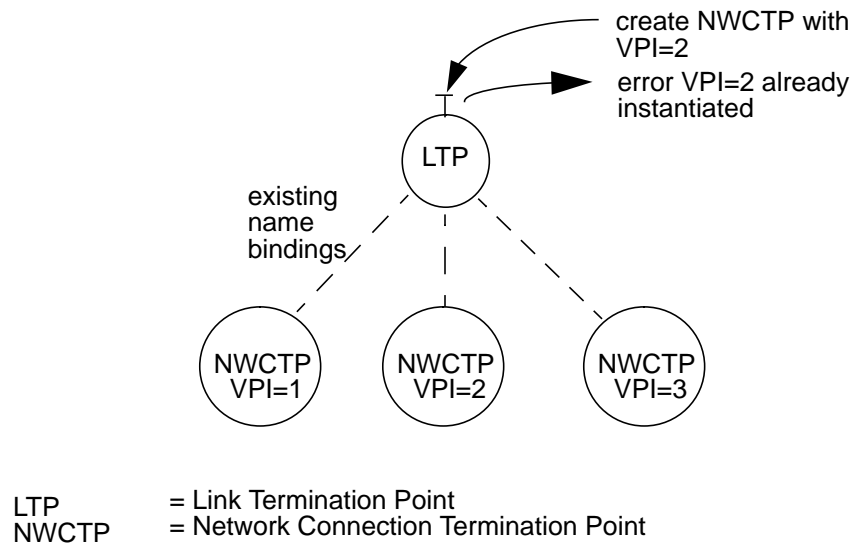 create NWCTP with
VPI=2
error VPI=2 already
instantiated
LTP
existing
name
bindings
NWCTP
VPI=1
NWCTP
VPI=2
NWCTP
VPI=3
LTP = Link Termination Point
NWCTP = Network Connection Termination Point